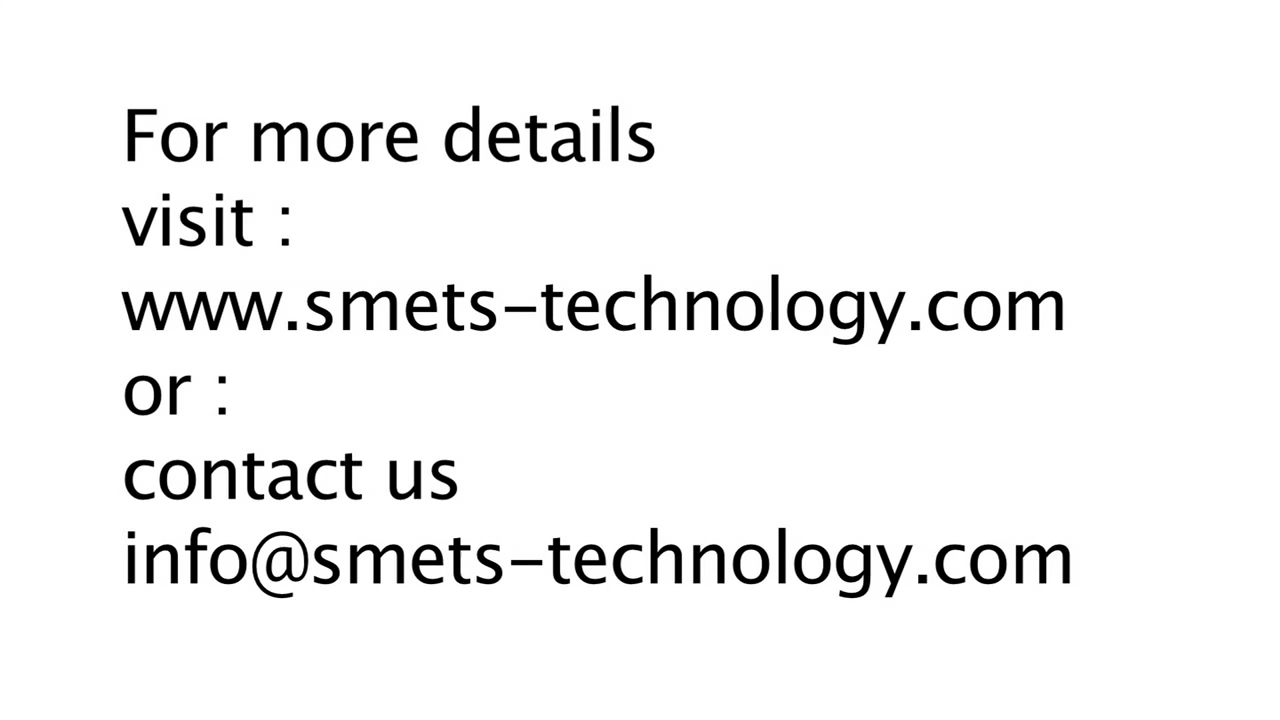 For more details
visit :
www.smets-technology.com
or :
contact us
info@smets-technology.com